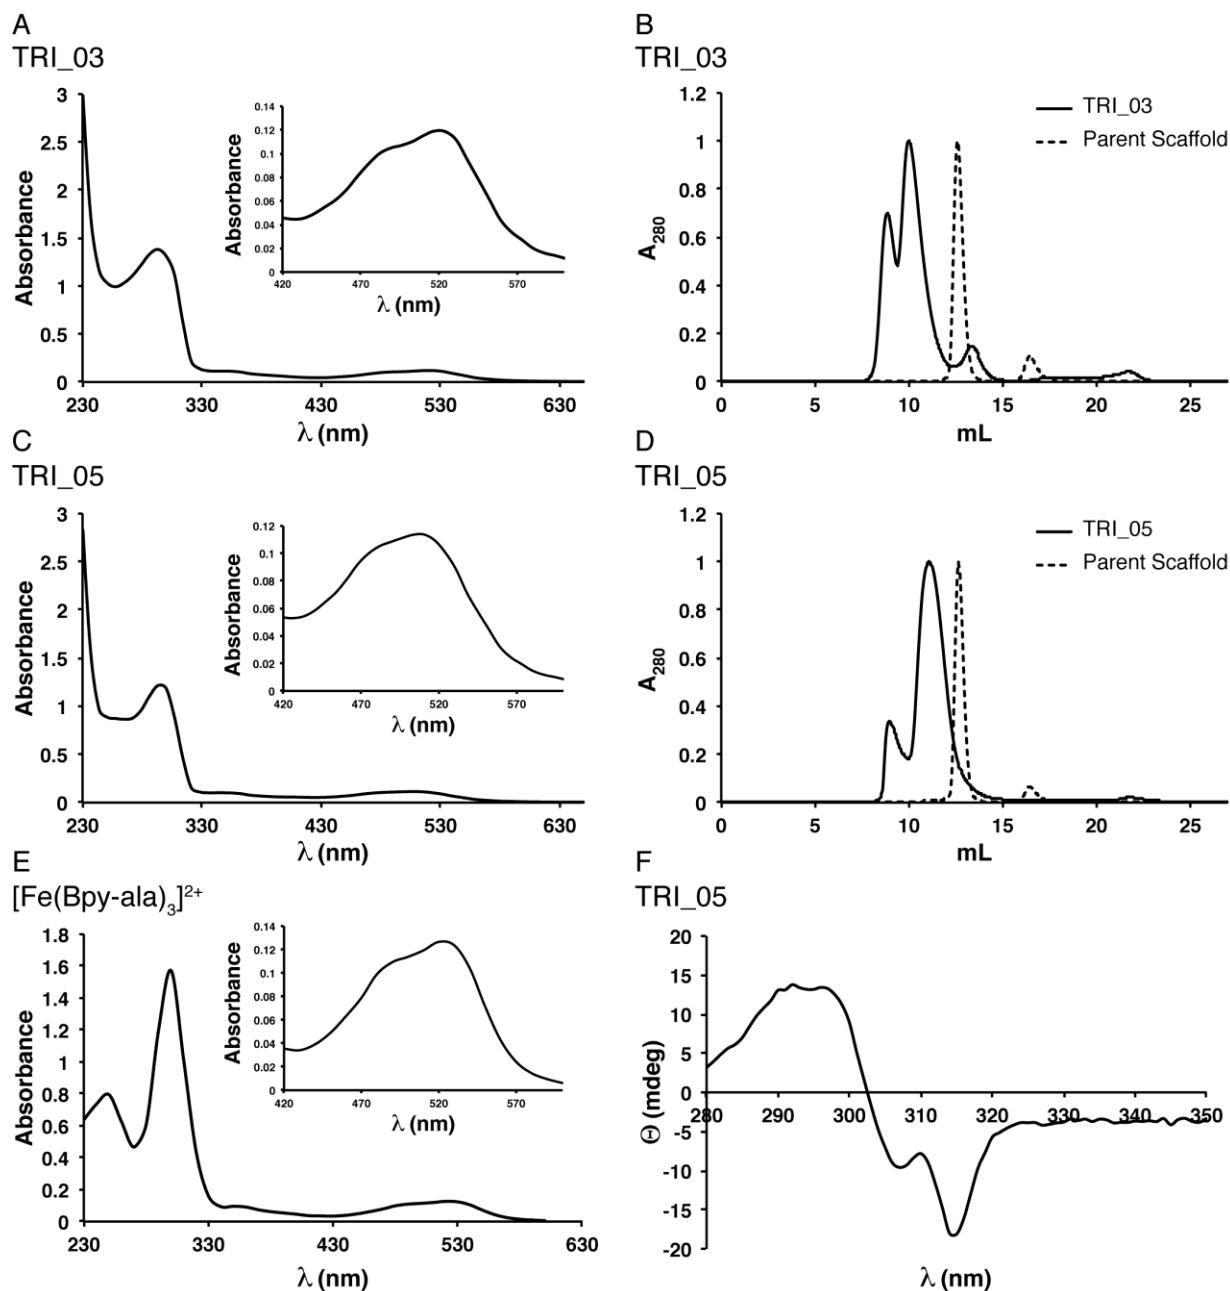 A
TRI_03
3
2.5
2
1.5
1
0.5
0
230 330 430 530 630
Absorbance
λ (nm)
0.14
0.12
0.1
0.08
0.06
0.04
0.02
0
420 470 520 570
Absorbance
λ (nm)
B
TRI_03
1.2
1
0.8
0.6
0.4
0.2
0
0 5 10 15 20 25
A280
mL
TRI_03
Parent Scaffold
C
TRI_05
3
2.5
2
1.5
1
0.5
0
230 330 430 530 630
Absorbance
λ (nm)
0.12
0.1
0.08
0.06
0.04
0.02
0
420 470 520 570
Absorbance
λ (nm)
D
TRI_05
1.2
1
0.8
0.6
0.4
0.2
0
0 5 10 15 20 25
A280
mL
TRI_05
Parent Scaffold
E
[Fe(Bpy-ala)3]2+
1.8
1.6
1.4
1.2
1
0.8
0.6
0.4
0.2
0
230 330 430 530 630
Absorbance
λ (nm)
0.14
0.12
0.1
0.08
0.06
0.04
0.02
0
420 470 520 570
Absorbance
λ (nm)
F
TRI_05
20
15
10
5
0
-5
-10
-15
-20
280 290 300 310 320 330 340 350
Θ (mdeg)
λ (nm)